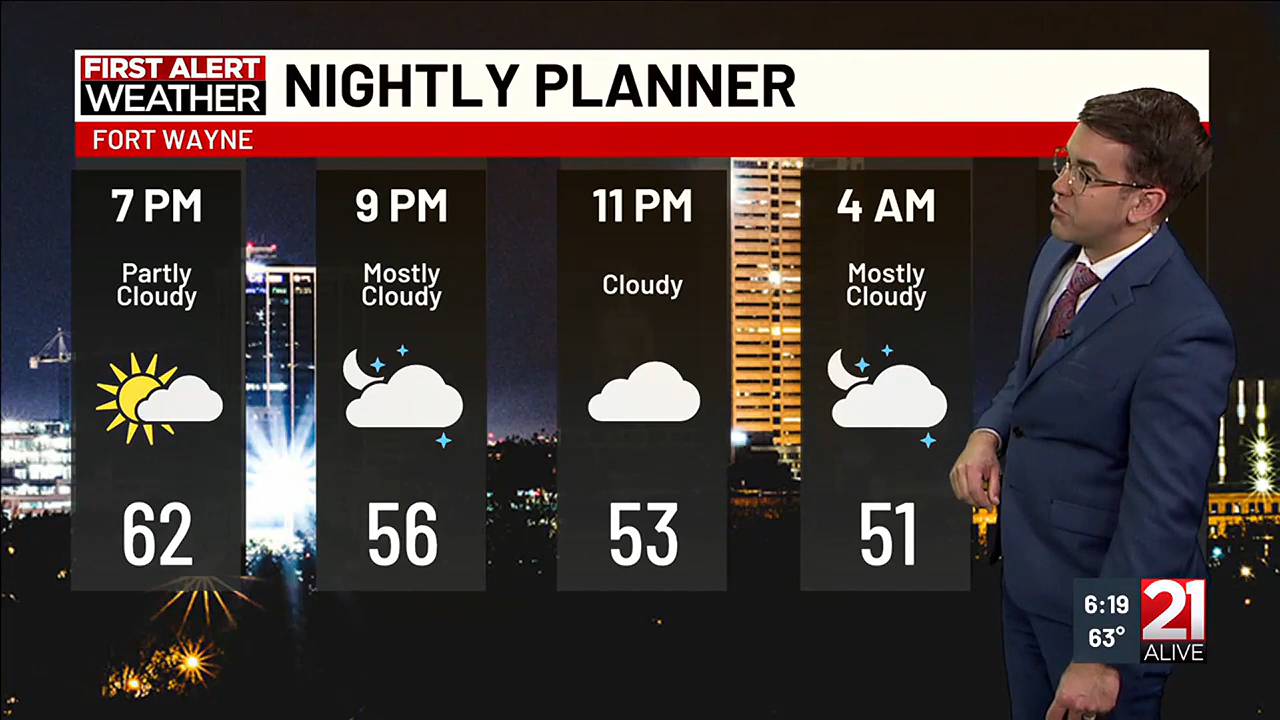 FIRST ALERT
WEATHER
NIGHTLY PLANNER
FORT WAYNE
7 PM
Partly
Cloudy
62
9 PM
Mostly
Cloudy
56
11 PM
Cloudy
53
4 AM
Mostly
Cloudy
51
6:19
63°
21
ALIVE